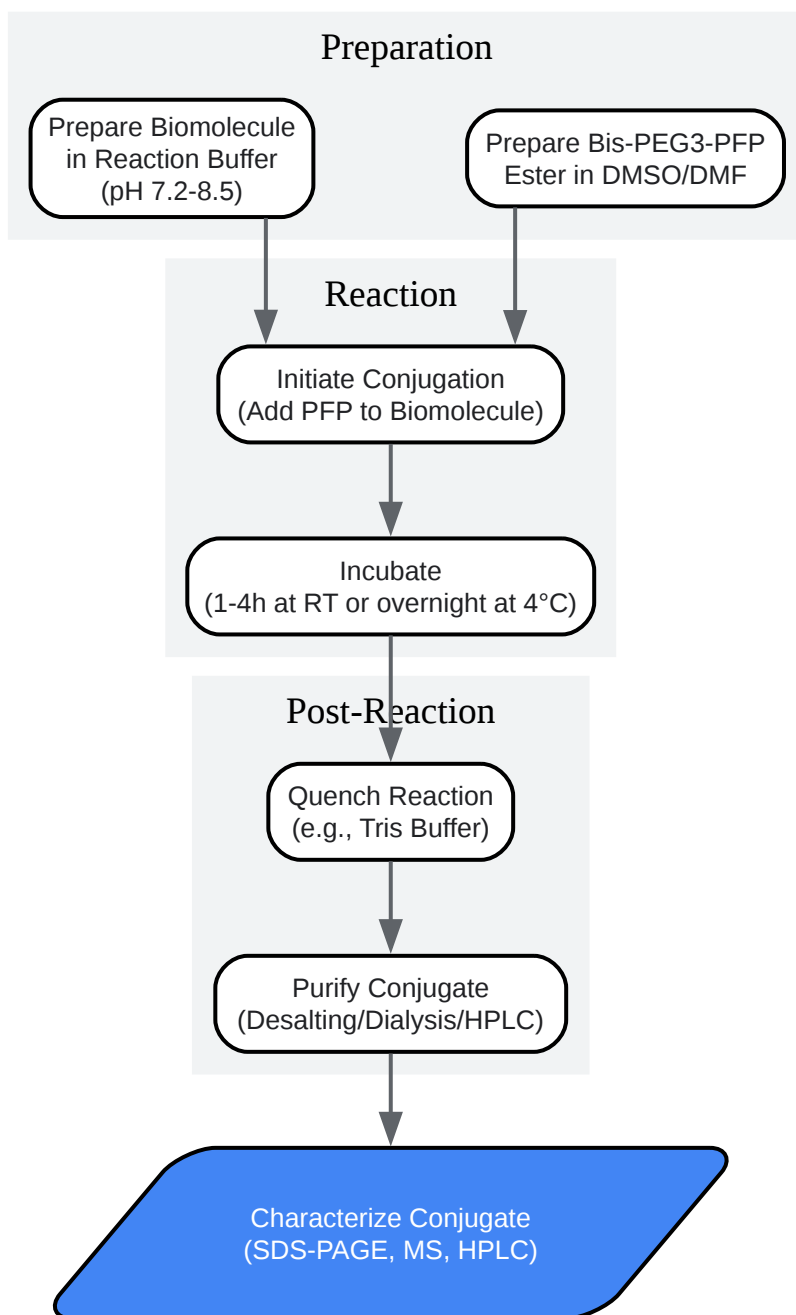 Preparation
Prepare Biomolecule
in Reaction Buffer
(pH 7.2-8.5)
Prepare Bis-PEG3-PFP
Ester in DMSO/DMF
Reaction
Initiate Conjugation
(Add PFP to Biomolecule)
Incubate
(1-4h at RT or overnight at 4°C)
Post-Reaction
Quench Reaction
(e.g., Tris Buffer)
Purify Conjugate
(Desalting/Dialysis/HPLC)
Characterize Conjugate
(SDS-PAGE, MS, HPLC)